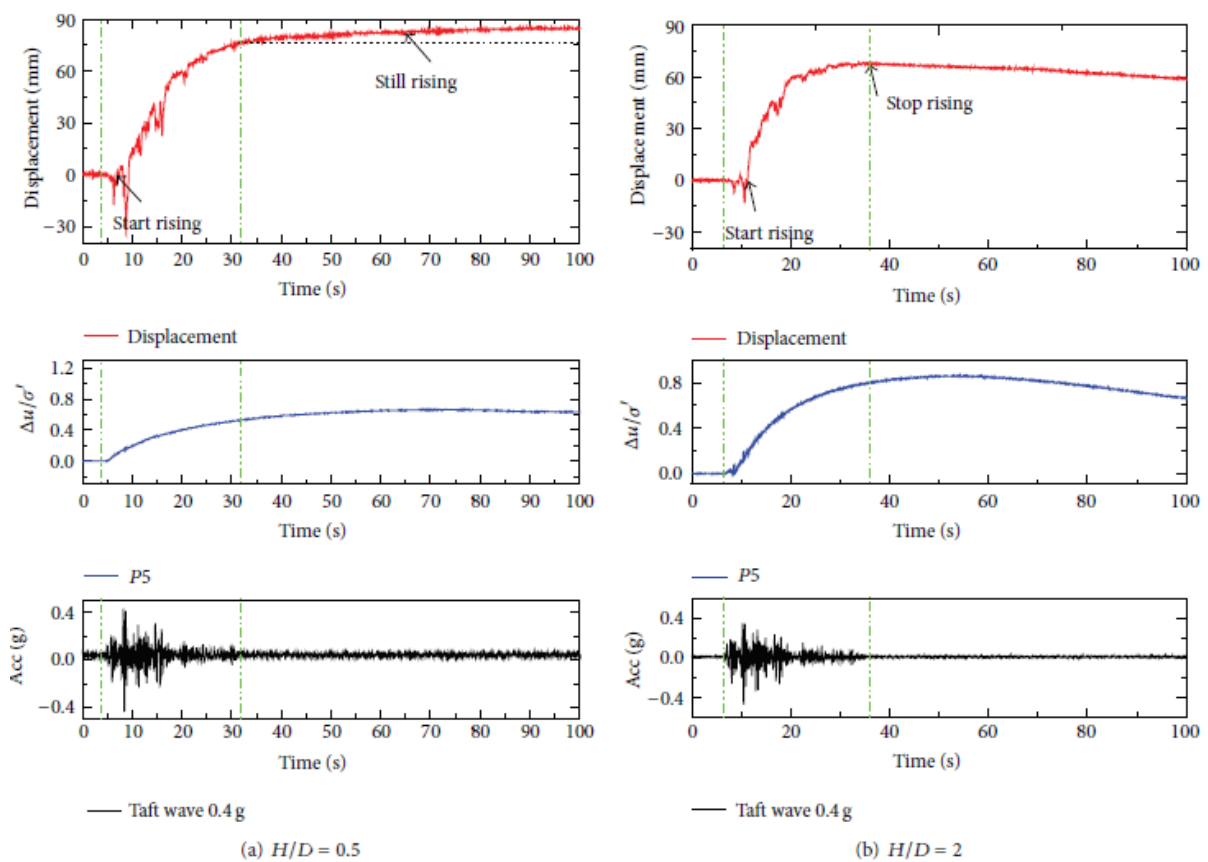 90
60
30
0
−30
Displacement (mm)
Still rising
Start rising
0 10 20 30 40 50 60 70 80 90 100
Time (s)
Displacement
1.2
0.8
0.4
0.0
Δu/σ′
0 10 20 30 40 50 60 70 80 90 100
Time (s)
P5
0.4
0.0
−0.4
Acc (g)
0 10 20 30 40 50 60 70 80 90 100
Time (s)
Taft wave 0.4 g
(a) H/D = 0.5
90
60
30
0
−30
Displacement (mm)
Stop rising
Start rising
0 20 40 60 80 100
Time (s)
Displacement
0.8
0.4
0.0
Δu/σ′
0 20 40 60 80 100
Time (s)
P5
0.4
0.0
−0.4
Acc (g)
0 20 40 60 80 100
Time (s)
Taft wave 0.4 g
(b) H/D = 2